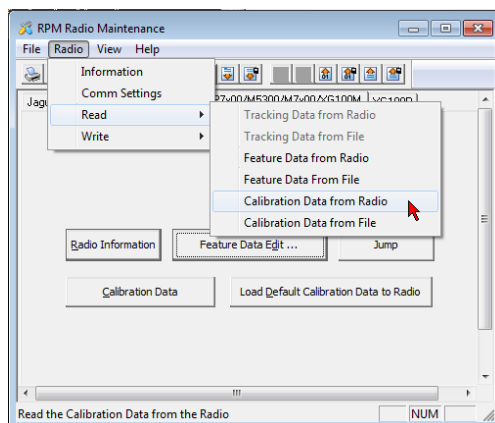 RPM Radio Maintenance
File Radio View Help
Information
Comm Settings
Read
Write
Jagu
P7x00/M5300/M7x00/XG100M
XG100P
Tracking Data from Radio
Tracking Data from File
Feature Data from Radio
Feature Data From File
Calibration Data from Radio
Calibration Data from File
Radio Information
Feature Data Edit ...
Jump
Calibration Data
Load Default Calibration Data to Radio
Read the Calibration Data from the Radio
NUM